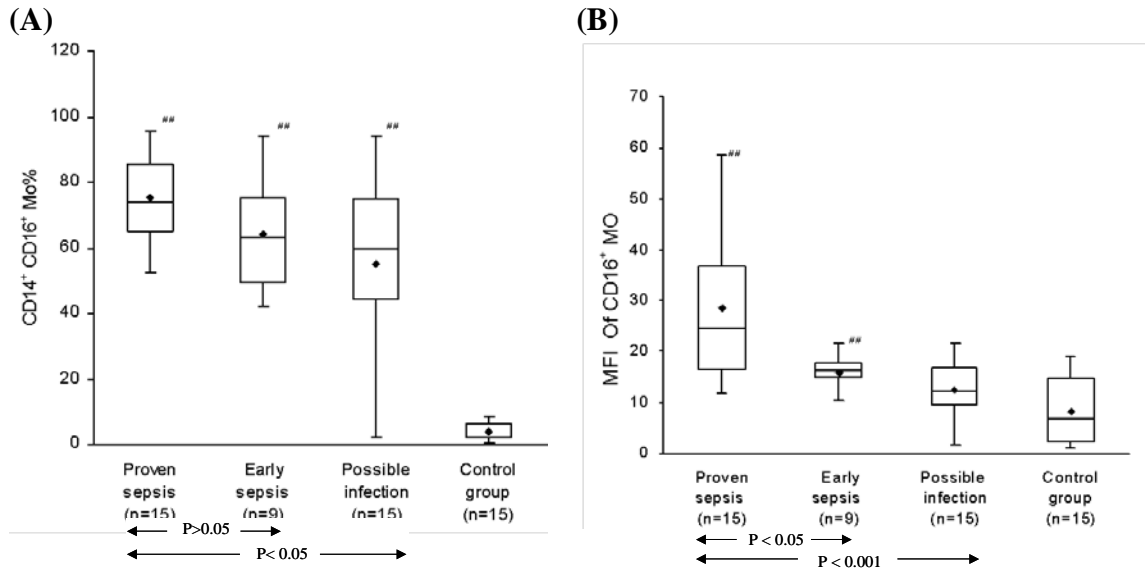 (A)
120
100
80
60
40
20
0
CD14+ CD16+ Mo%
##
##
##
Proven sepsis (n=15)
Early sepsis (n=9)
Possible infection (n=15)
Control group (n=15)
P>0.05
P< 0.05
(B)
70
60
50
40
30
20
10
0
MFI Of CD16+ MO
##
##
Proven sepsis (n=15)
Early sepsis (n=9)
Possible infection (n=15)
Control group (n=15)
P < 0.05
P < 0.001